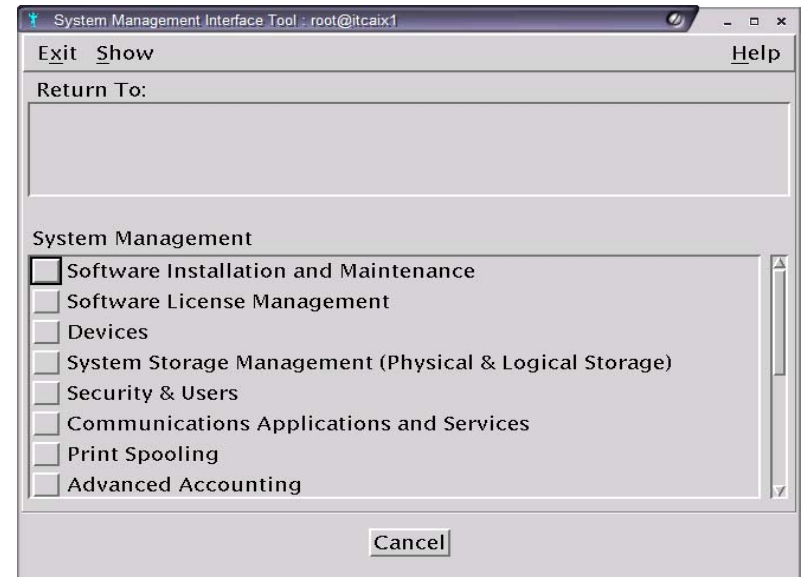 System Management Interface Tool : root@itcaix1
Exit Show Help
Return To:
System Management
Software Installation and Maintenance
Software License Management
Devices
System Storage Management (Physical & Logical Storage)
Security & Users
Communications Applications and Services
Print Spooling
Advanced Accounting
Cancel